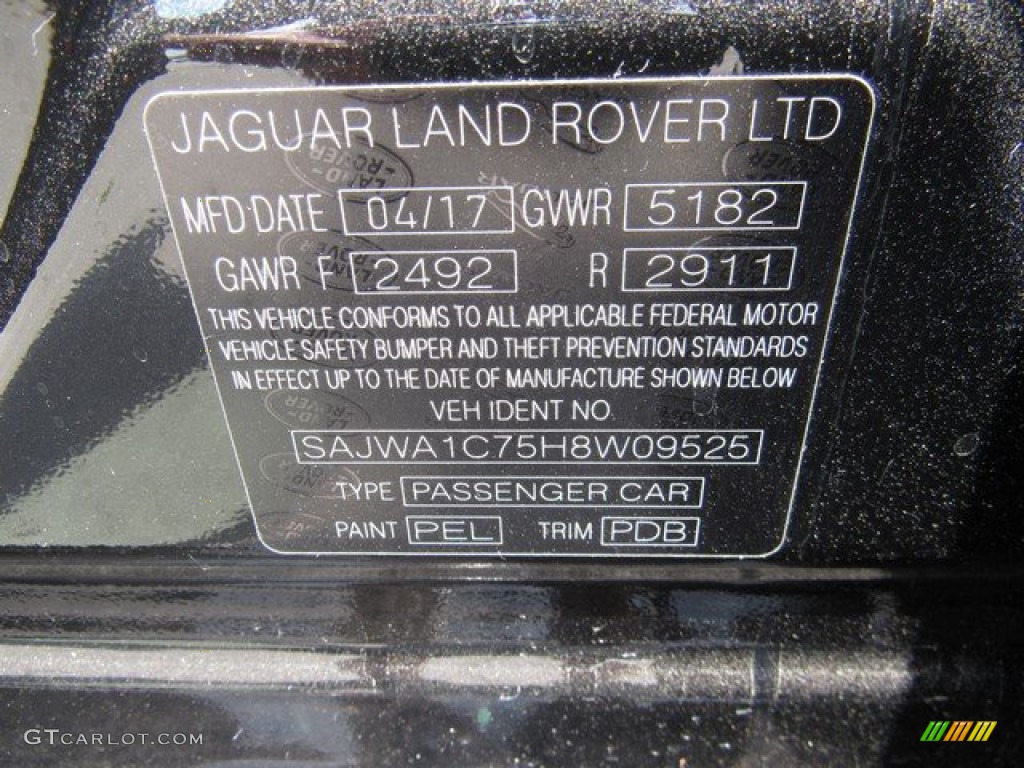 JAGUAR LAND ROVER LTD
MFD·DATE 04/17 GVWR 5182
GAWR F 2492 R 2911
THIS VEHICLE CONFORMS TO ALL APPLICABLE FEDERAL MOTOR
VEHICLE SAFETY BUMPER AND THEFT PREVENTION STANDARDS
IN EFFECT UP TO THE DATE OF MANUFACTURE SHOWN BELOW
VEH IDENT NO.
SAJWA1C75H8W09525
TYPE PASSENGER CAR
PAINT PEL TRIM PDB
GTCARLOT.COM